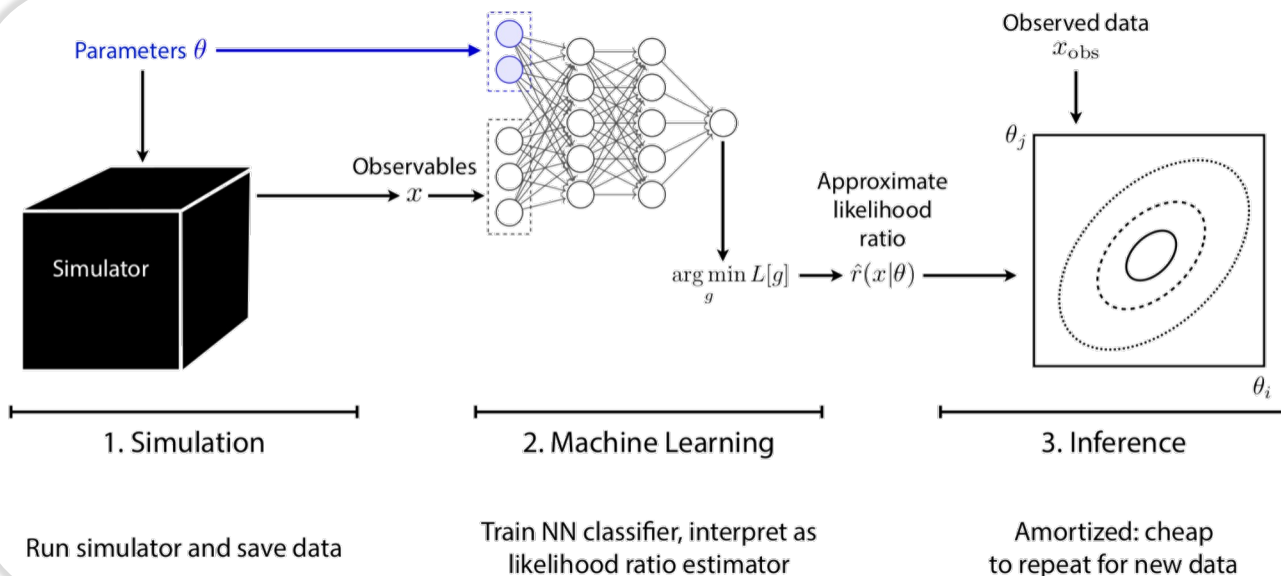 Parameters θ
Simulator
Observables
x
arg min L[g]
g
Approximate
likelihood
ratio
r̂(x|θ)
Observed data
x_obs
θ_j
θ_i
1. Simulation
2. Machine Learning
3. Inference
Run simulator and save data
Train NN classifier, interpret as
likelihood ratio estimator
Amortized: cheap
to repeat for new data